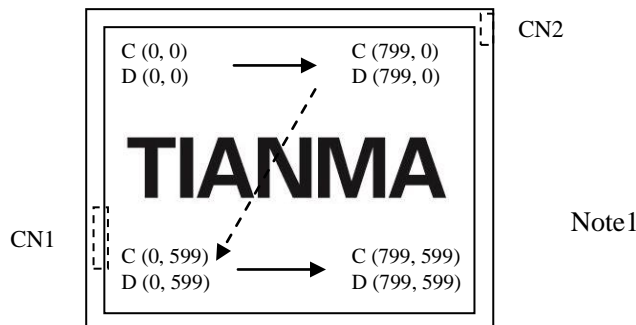 CN2
C (0, 0) C (799, 0)
D (0, 0) D (799, 0)
TIANMA
Note1
CN1
C (0, 599) C (799, 599)
D (0, 599) D (799, 599)